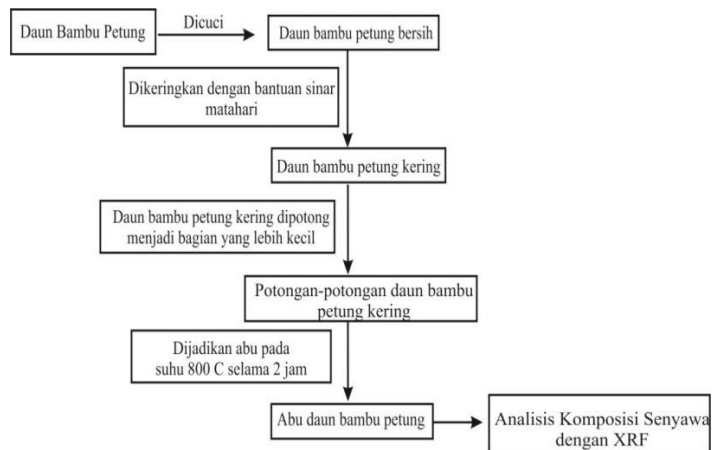 Daun Bambu Petung
Dicuci
Daun bambu petung bersih
Dikeringkan dengan bantuan sinar
matahari
Daun bambu petung kering
Daun bambu petung kering dipotong
menjadi bagian yang lebih kecil
Potongan-potongan daun bambu
petung kering
Dijadikan abu pada
suhu 800 C selama 2 jam
Abu daun bambu petung
Analisis Komposisi Senyawa
dengan XRF